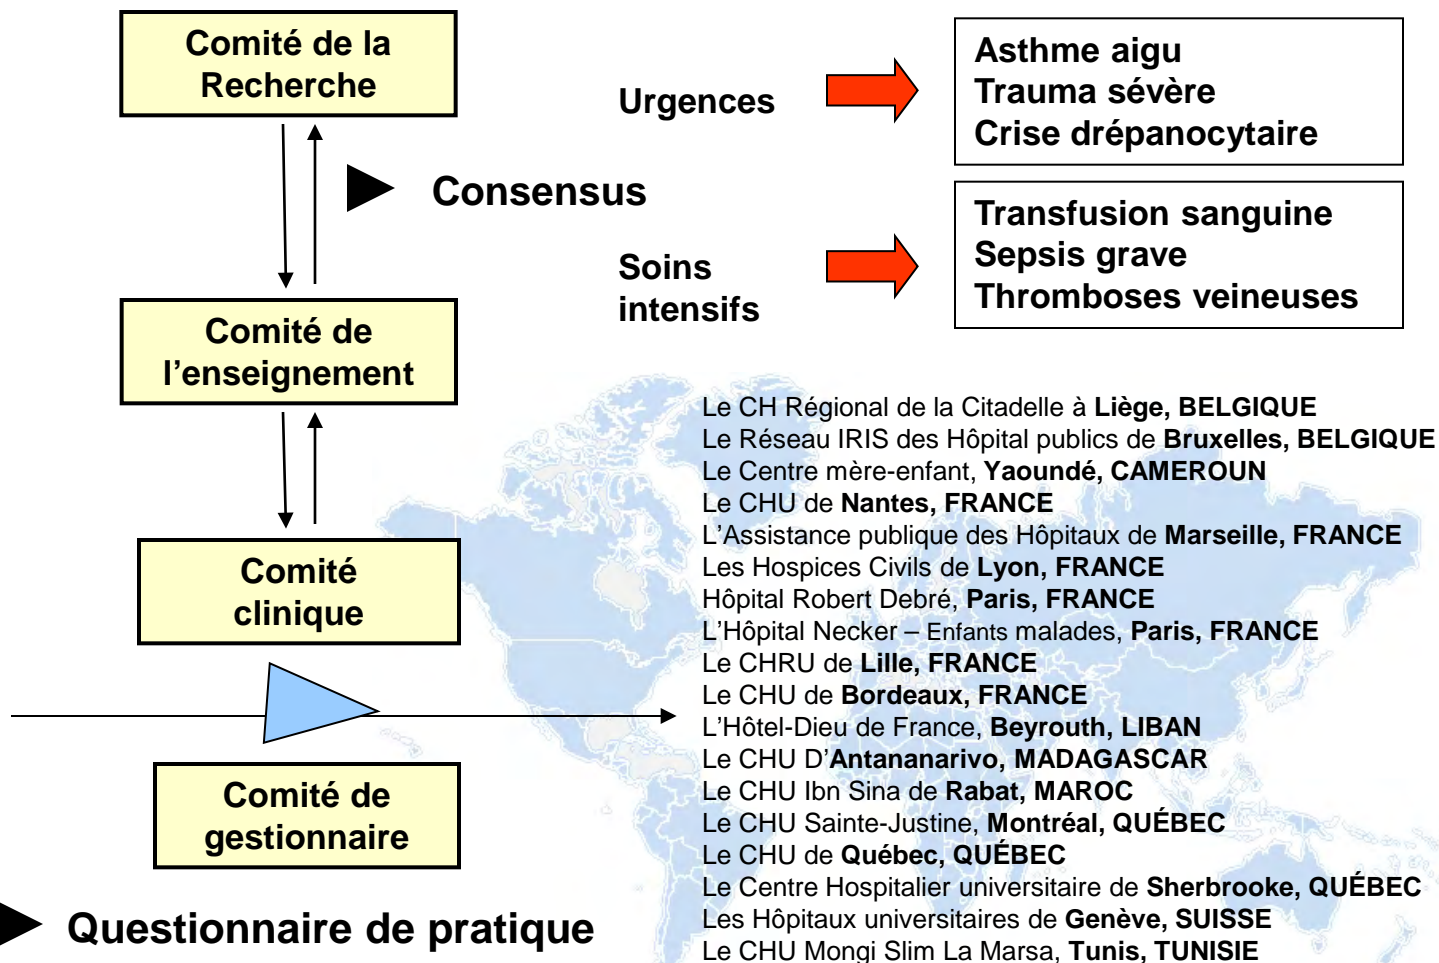 Comité de la
Recherche
Consensus
Comité de
l’enseignement
Comité
clinique
Comité de
gestionnaire
Questionnaire de pratique
Urgences
Asthme aigu
Trauma sévère
Crise drépanocytaire
Soins
intensifs
Transfusion sanguine
Sepsis grave
Thromboses veineuses
Le CH Régional de la Citadelle à Liège, BELGIQUE
Le Réseau IRIS des Hôpital publics de Bruxelles, BELGIQUE
Le Centre mère-enfant, Yaoundé, CAMEROUN
Le CHU de Nantes, FRANCE
L’Assistance publique des Hôpitaux de Marseille, FRANCE
Les Hospices Civils de Lyon, FRANCE
Hôpital Robert Debré, Paris, FRANCE
L’Hôpital Necker – Enfants malades, Paris, FRANCE
Le CHRU de Lille, FRANCE
Le CHU de Bordeaux, FRANCE
L’Hôtel-Dieu de France, Beyrouth, LIBAN
Le CHU D’Antananarivo, MADAGASCAR
Le CHU Ibn Sina de Rabat, MAROC
Le CHU Sainte-Justine, Montréal, QUÉBEC
Le CHU de Québec, QUÉBEC
Le Centre Hospitalier universitaire de Sherbrooke, QUÉBEC
Les Hôpitaux universitaires de Genève, SUISSE
Le CHU Mongi Slim La Marsa, Tunis, TUNISIE